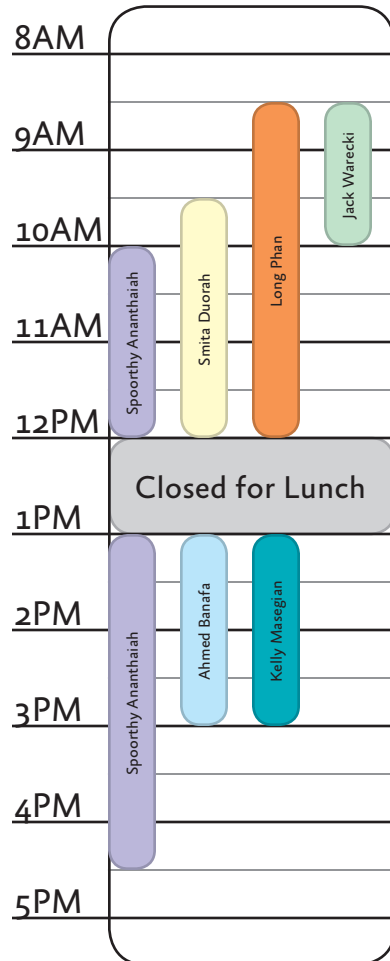 8AM
9AM
Jack Warecki
10AM
Long Phan
Smita Duorah
Spoorthy Ananthaiah
11AM
12PM
Closed for Lunch
1PM
2PM
Ahmed Banafa
Kelly Masegian
Spoorthy Ananthaiah
3PM
4PM
5PM